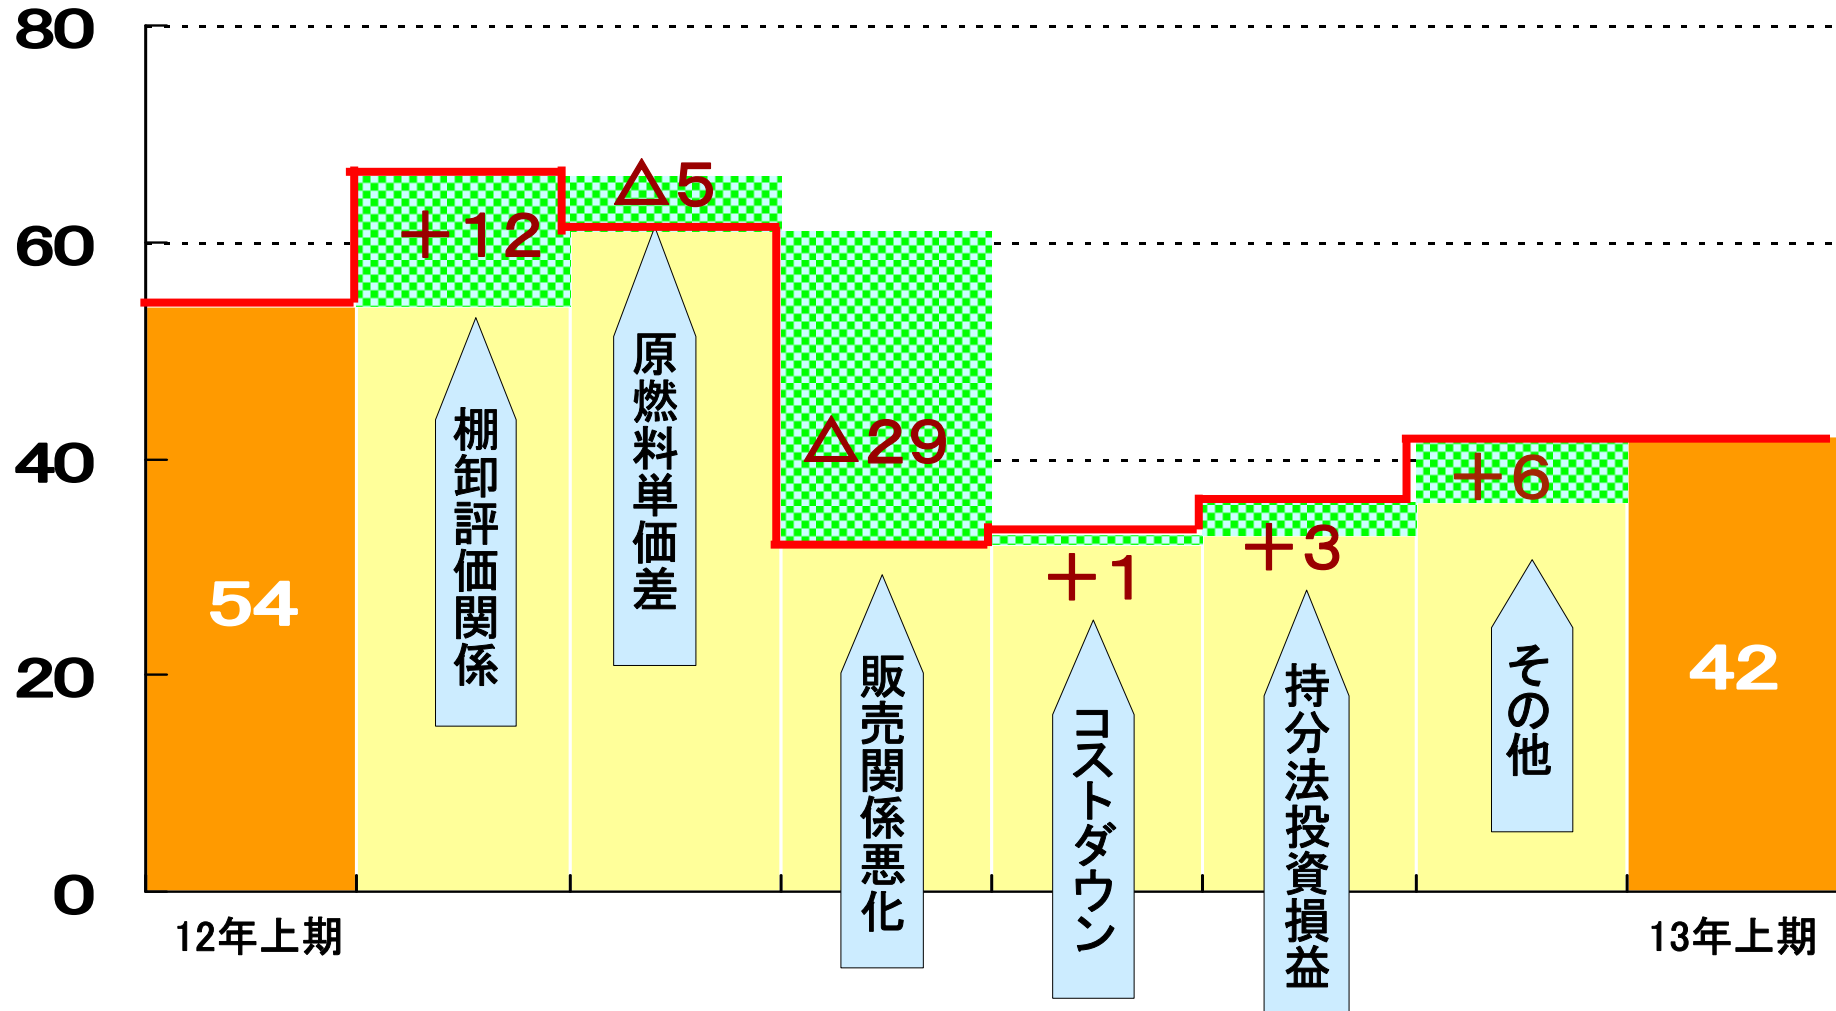 80
60
40
20
0
54
+12
△5
△29
+1
+3
+6
42
棚卸評価関係
原燃料単価差
販売関係悪化
コストダウン
持分法投資損益
その他
12年上期
13年上期